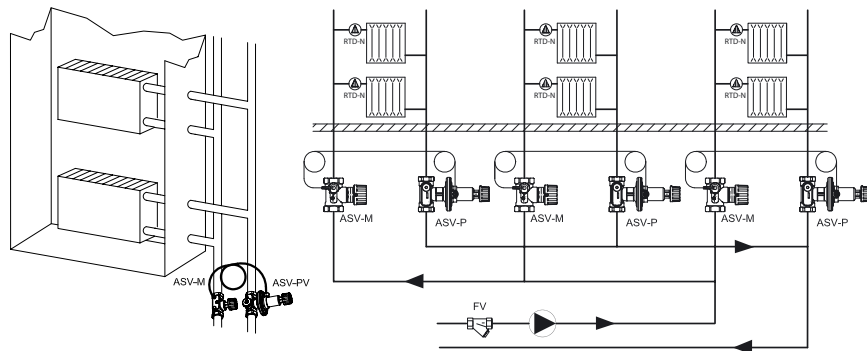 RTD-N
RTD-N
RTD-N
RTD-N
RTD-N
RTD-N
ASV-M
ASV-P
ASV-M
ASV-P
ASV-M
ASV-P
ASV-M
ASV-PV
FV